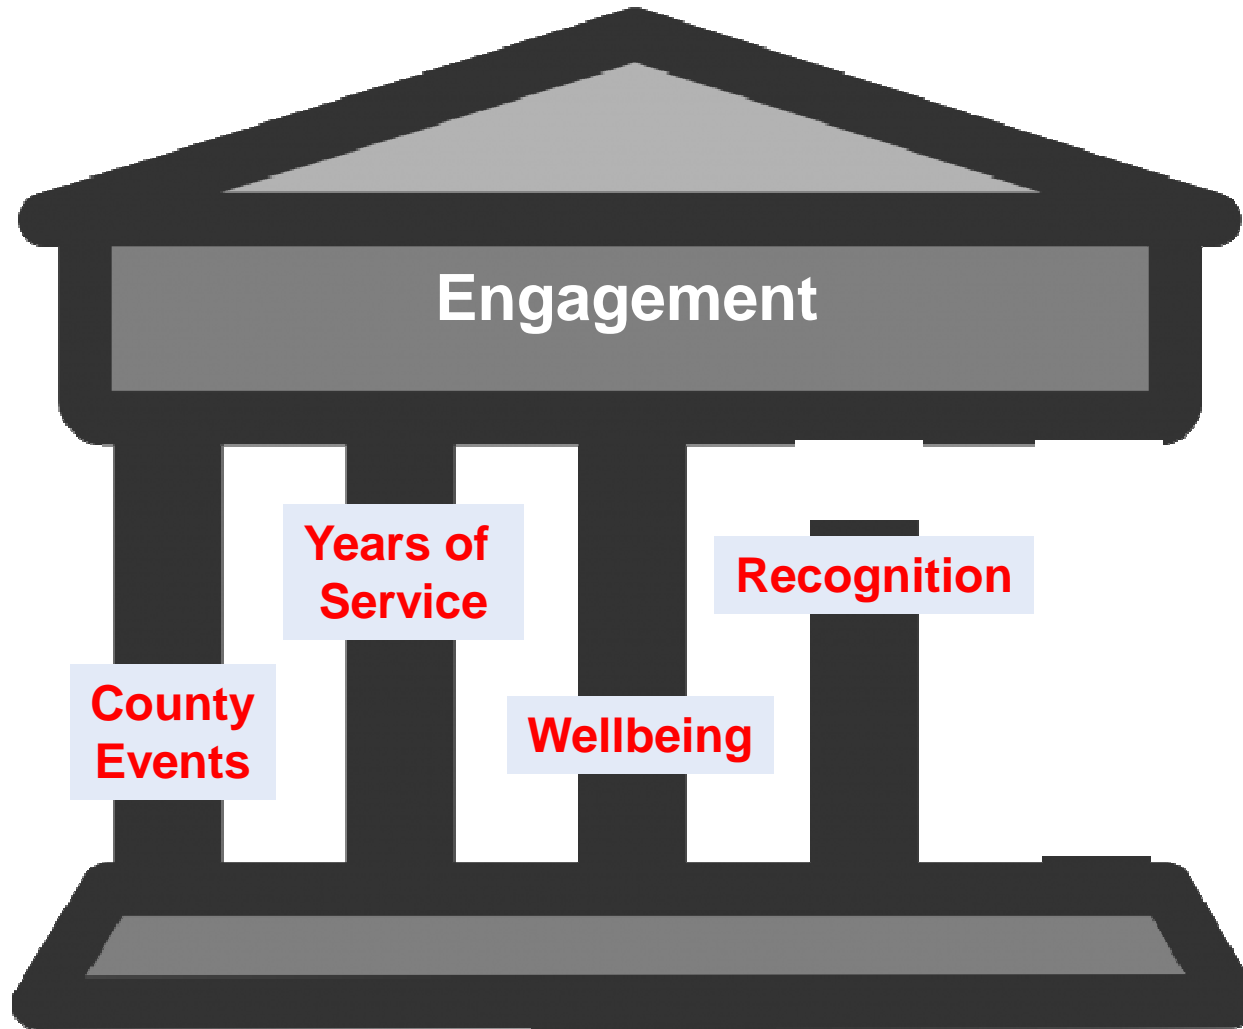 Engagement
Years of
Service
Recognition
County
Events
Wellbeing